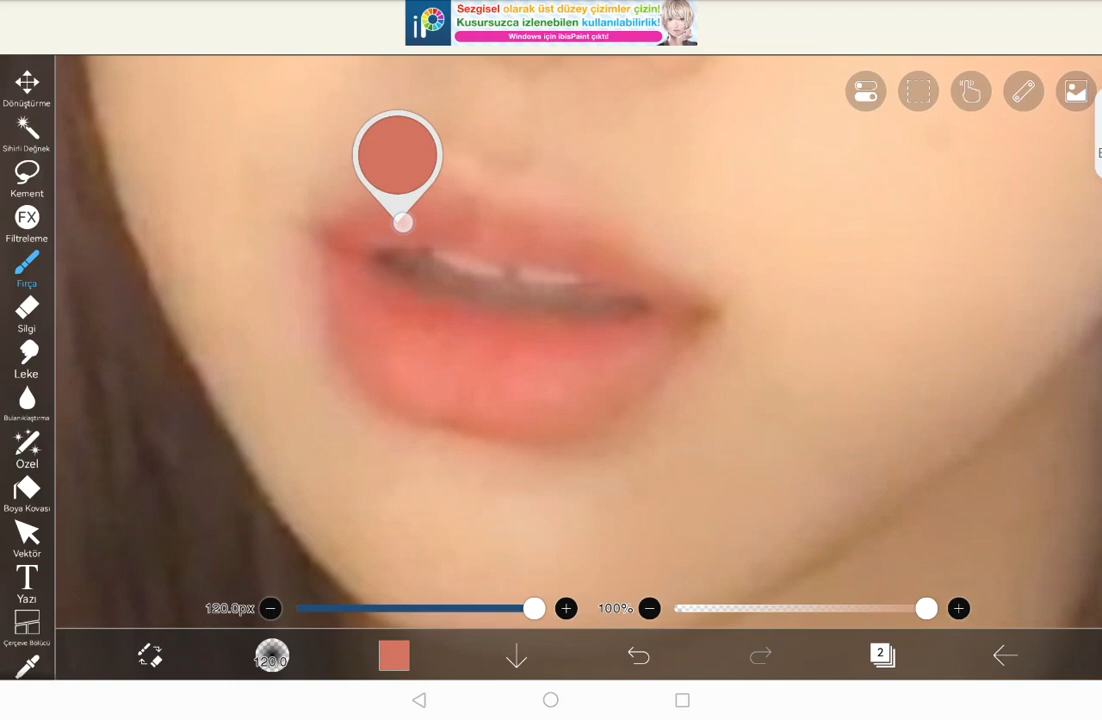 iP
Sezgisel olarak üst düzey çizimler çizin!
Kusursuzca izlenebilen kullanılabilirlik!
Windows için ibisPaint çıktı!
Dönüştürme
Sihirli Değnek
Kement
FX
Filtreleme
Fırça
Silgi
Leke
Bulanıklaştırma
Özel
Boya Kovası
Vektör
T
Yazı
Çerçeve Bölücü
120.0px
100%
120.0
2